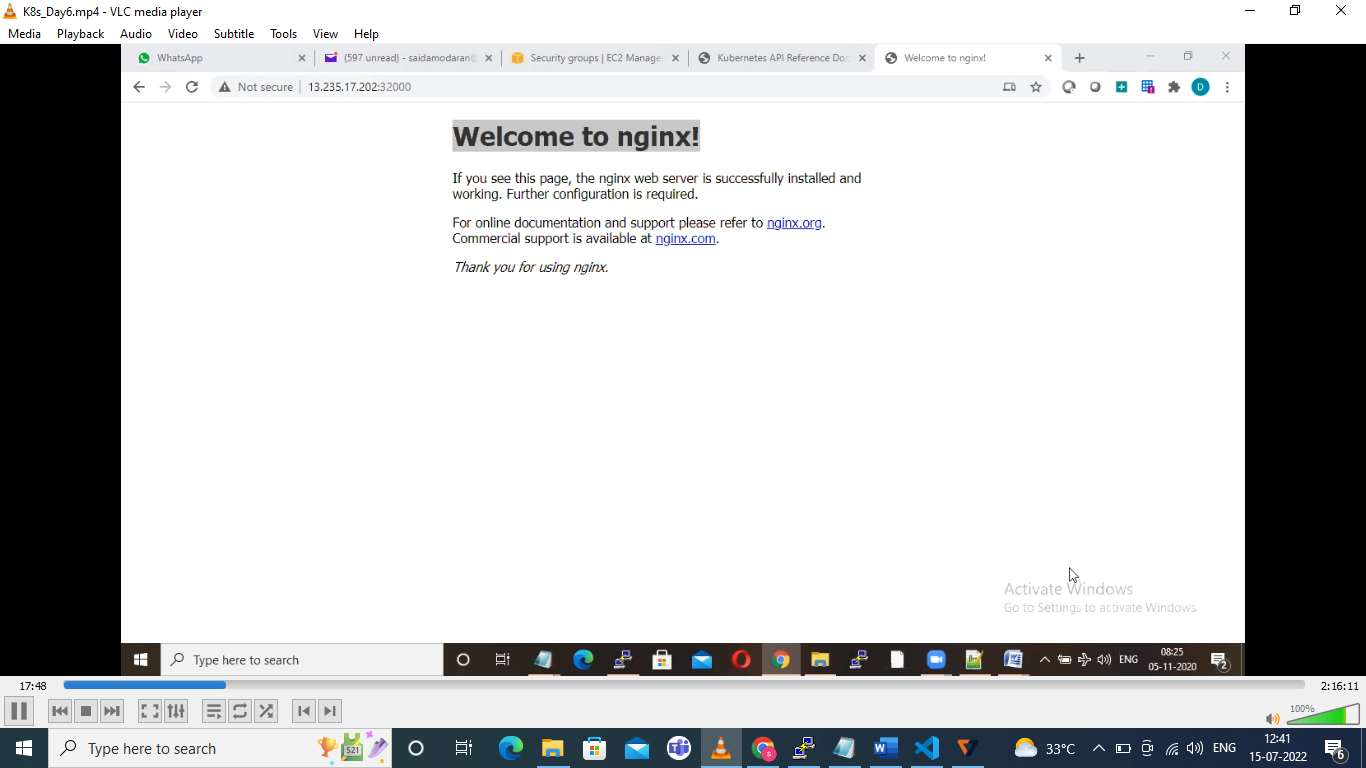 K8s_Day6.mp4 - VLC media player
Media Playback Audio Video Subtitle Tools View Help
WhatsApp
(597 unread) - saidamodaran
Security groups | EC2 Manage
Kubernetes API Reference Doc
Welcome to nginx!
Not secure | 13.235.17.202:32000
D
Welcome to nginx!
If you see this page, the nginx web server is successfully installed and
working. Further configuration is required.
For online documentation and support please refer to nginx.org.
Commercial support is available at nginx.com.
Thank you for using nginx.
Activate Windows
Go to Settings to activate Windows.
Type here to search
ENG
08:25
05-11-2020
2
17:48
2:16:11
100%
Type here to search
521
33°C
ENG
12:41
15-07-2022
6